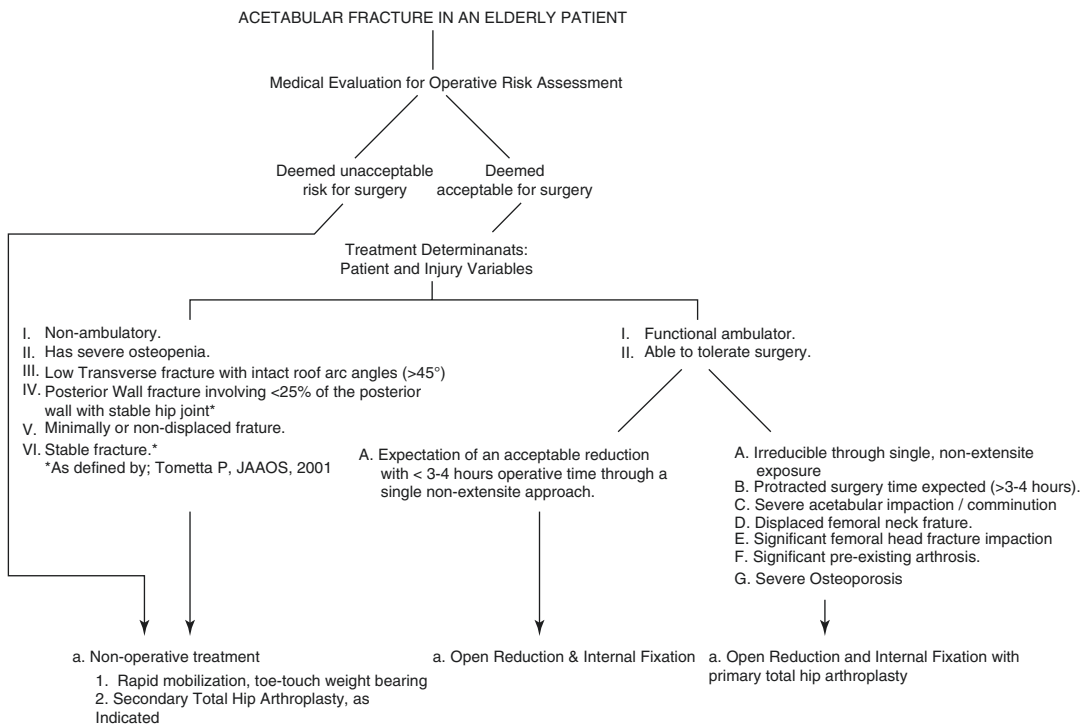 ACETABULAR FRACTURE IN AN ELDERLY PATIENT
Medical Evaluation for Operative Risk Assessment
Deemed unacceptable
risk for surgery
Deemed
acceptable for surgery
Treatment Determinanats:
Patient and Injury Variables
I. Non-ambulatory.
II. Has severe osteopenia.
III. Low Transverse fracture with intact roof arc angles (>45°)
IV. Posterior Wall fracture involving <25% of the posterior
wall with stable hip joint*
V. Minimally or non-displaced frature.
VI. Stable fracture.*
*As defined by; Tometta P, JAAOS, 2001
I. Functional ambulator.
II. Able to tolerate surgery.
A. Expectation of an acceptable reduction
with < 3-4 hours operative time through a
single non-extensite approach.
A. Irreducible through single, non-extensite
exposure
B. Protracted surgery time expected (>3-4 hours).
C. Severe acetabular impaction / comminution
D. Displaced femoral neck frature.
E. Significant femoral head fracture impaction
F. Significant pre-existing arthrosis.
G. Severe Osteoporosis
a. Non-operative treatment
1. Rapid mobilization, toe-touch weight bearing
2. Secondary Total Hip Arthroplasty, as
Indicated
a. Open Reduction & Internal Fixation
a. Open Reduction and Internal Fixation with
primary total hip arthroplasty